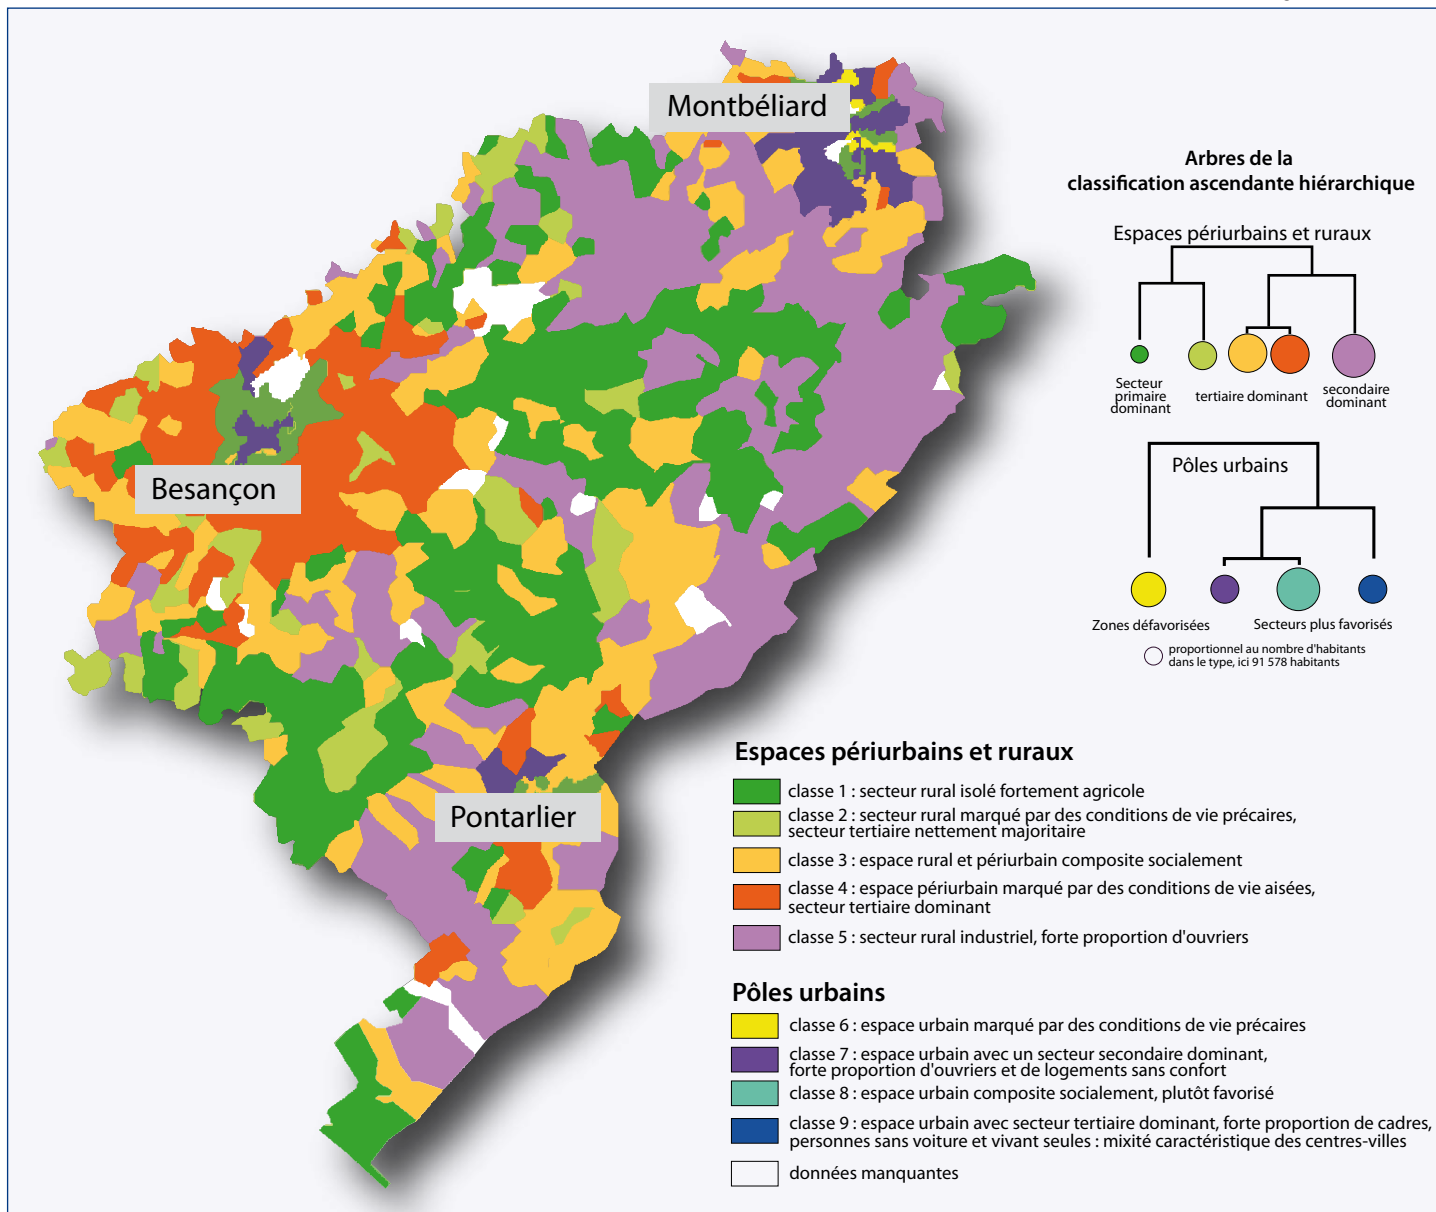 Montbéliard
Besançon
Pontarlier
Arbres de la
classification ascendante hiérarchique
Espaces périurbains et ruraux
Secteur
primaire
dominant
tertiaire dominant
secondaire
dominant
Pôles urbains
Zones défavorisées
Secteurs plus favorisés
proportionnel au nombre d'habitants
dans le type, ici 91 578 habitants
Espaces périurbains et ruraux
classe 1 : secteur rural isolé fortement agricole
classe 2 : secteur rural marqué par des conditions de vie précaires,
secteur tertiaire nettement majoritaire
classe 3 : espace rural et périurbain composite socialement
classe 4 : espace périurbain marqué par des conditions de vie aisées,
secteur tertiaire dominant
classe 5 : secteur rural industriel, forte proportion d'ouvriers
Pôles urbains
classe 6 : espace urbain marqué par des conditions de vie précaires
classe 7 : espace urbain avec un secteur secondaire dominant,
forte proportion d'ouvriers et de logements sans confort
classe 8 : espace urbain composite socialement, plutôt favorisé
classe 9 : espace urbain avec secteur tertiaire dominant, forte proportion de cadres,
personnes sans voiture et vivant seules : mixité caractéristique des centres-villes
données manquantes